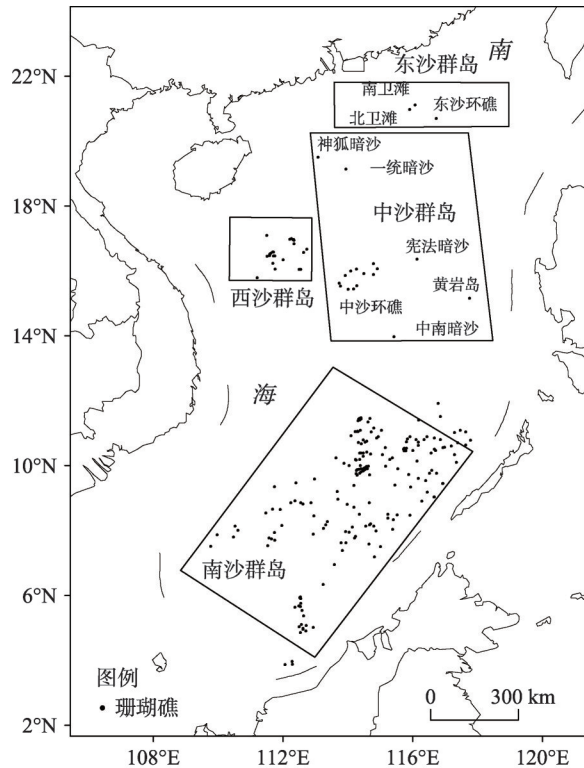 22°N
18°N
14°N
10°N
6°N
2°N
南
东沙群岛
南卫滩
东沙环礁
北卫滩
神狐暗沙
一统暗沙
中沙群岛
宪法暗沙
西沙群岛
黄岩岛
中沙环礁
中南暗沙
海
南沙群岛
图例
珊瑚礁
0 300 km
108°E 112°E 116°E 120°E